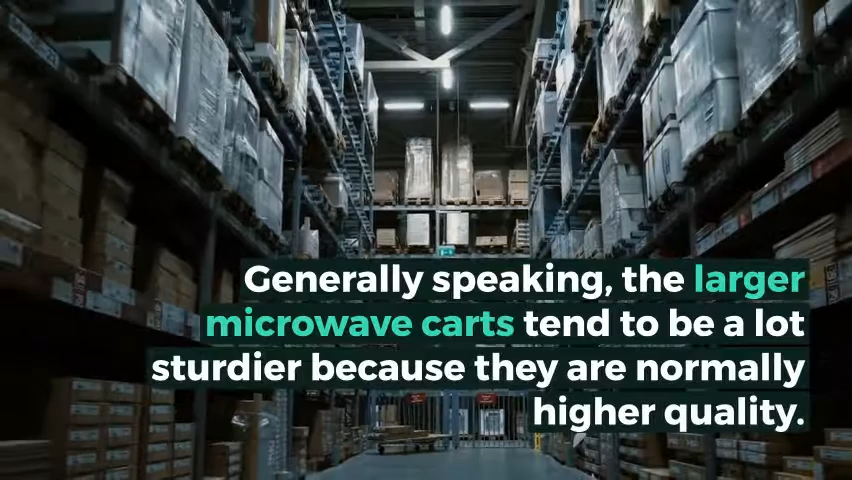 Generally speaking, the larger
microwave carts tend to be a lot
sturdier because they are normally
higher quality.